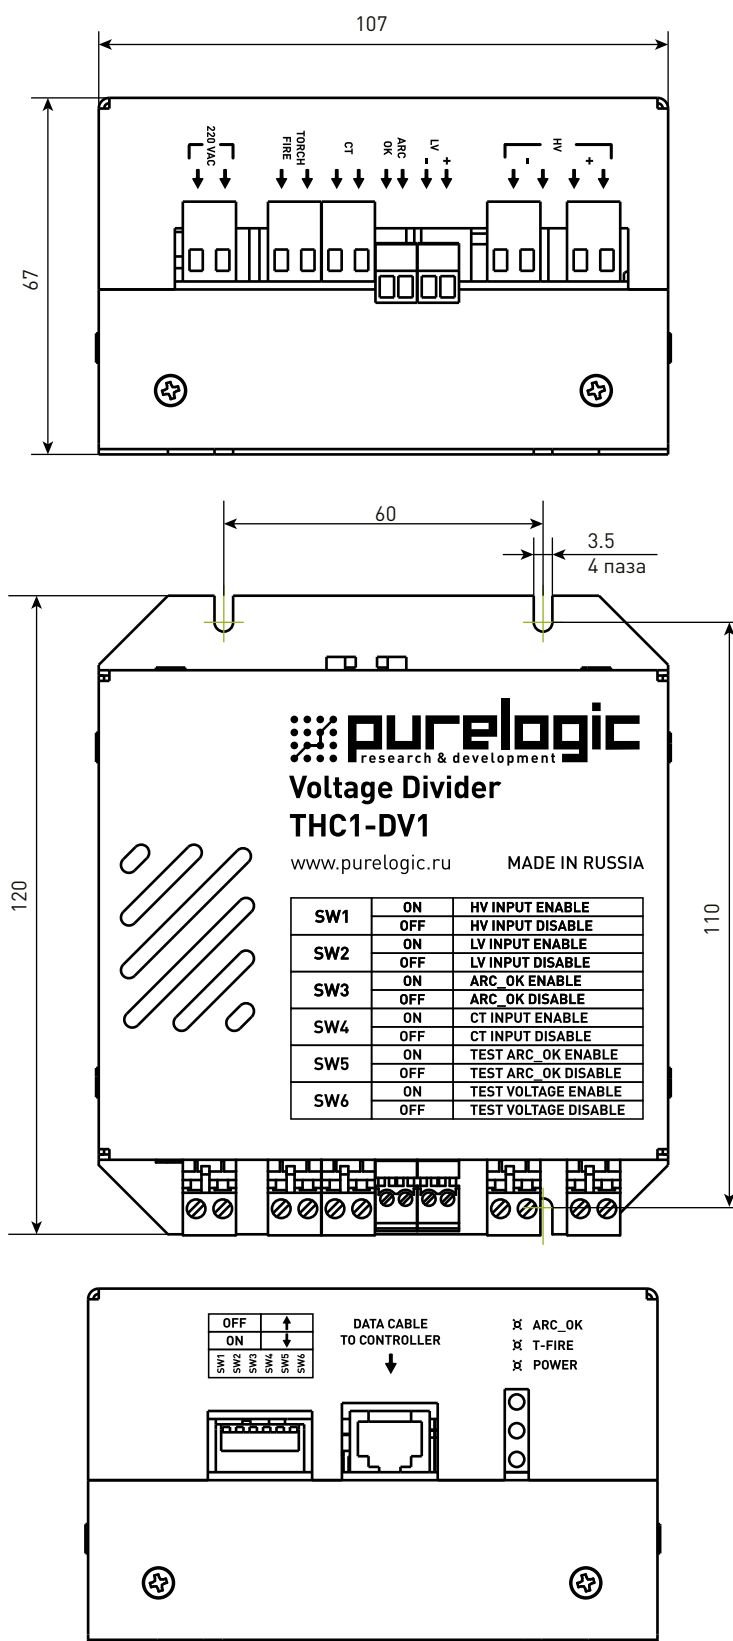 107
67
220 VAC
TORCH
FIRE
CT
ARC
OK
LV
- +
HV
- +
60
3.5
4 паза
120
110
purelogic
research & development
Voltage Divider
THC1-DV1
www.purelogic.ru MADE IN RUSSIA
SW1 ON HV INPUT ENABLE
OFF HV INPUT DISABLE
SW2 ON LV INPUT ENABLE
OFF LV INPUT DISABLE
SW3 ON ARC_OK ENABLE
OFF ARC_OK DISABLE
SW4 ON CT INPUT ENABLE
OFF CT INPUT DISABLE
SW5 ON TEST ARC_OK ENABLE
OFF TEST ARC_OK DISABLE
SW6 ON TEST VOLTAGE ENABLE
OFF TEST VOLTAGE DISABLE
OFF
ON
SW1 SW2 SW3 SW4 SW5 SW6
DATA CABLE
TO CONTROLLER
ARC_OK
T-FIRE
POWER